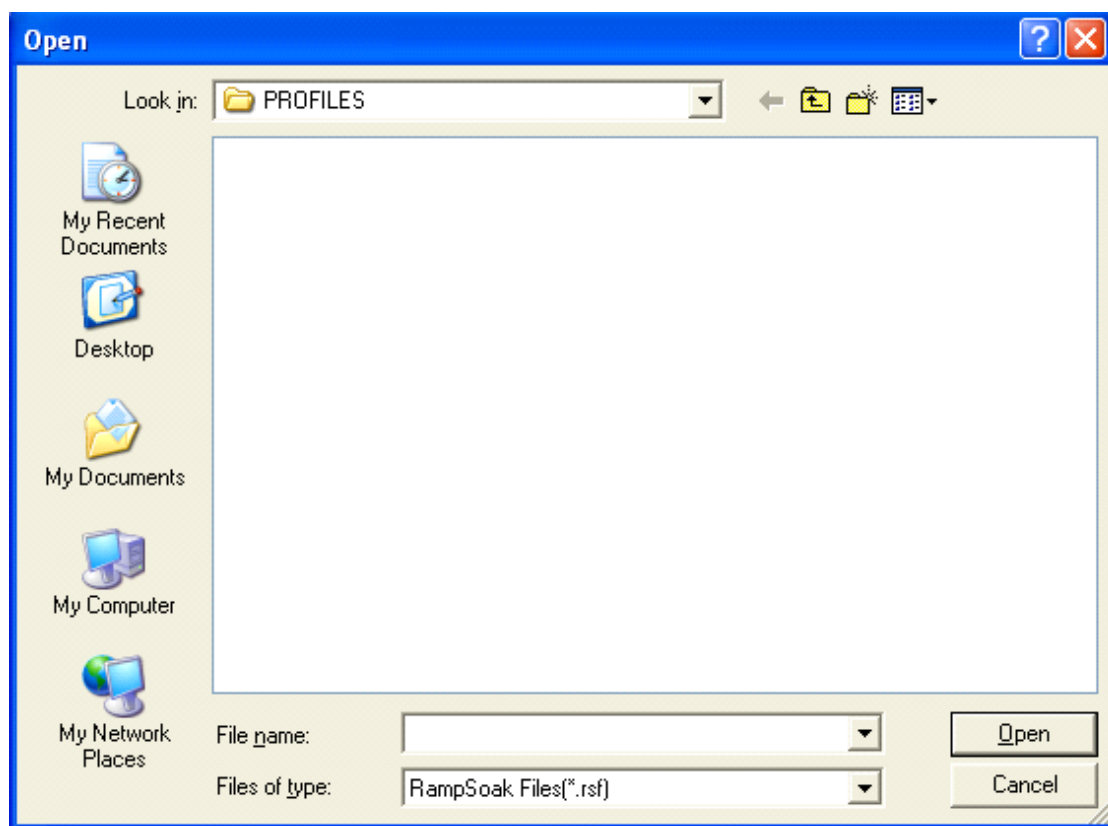 Open
Look in:
PROFILES
My Recent
Documents
Desktop
My Documents
My Computer
My Network
Places
File name:
Open
Files of type:
RampSoak Files(*.rsf)
Cancel